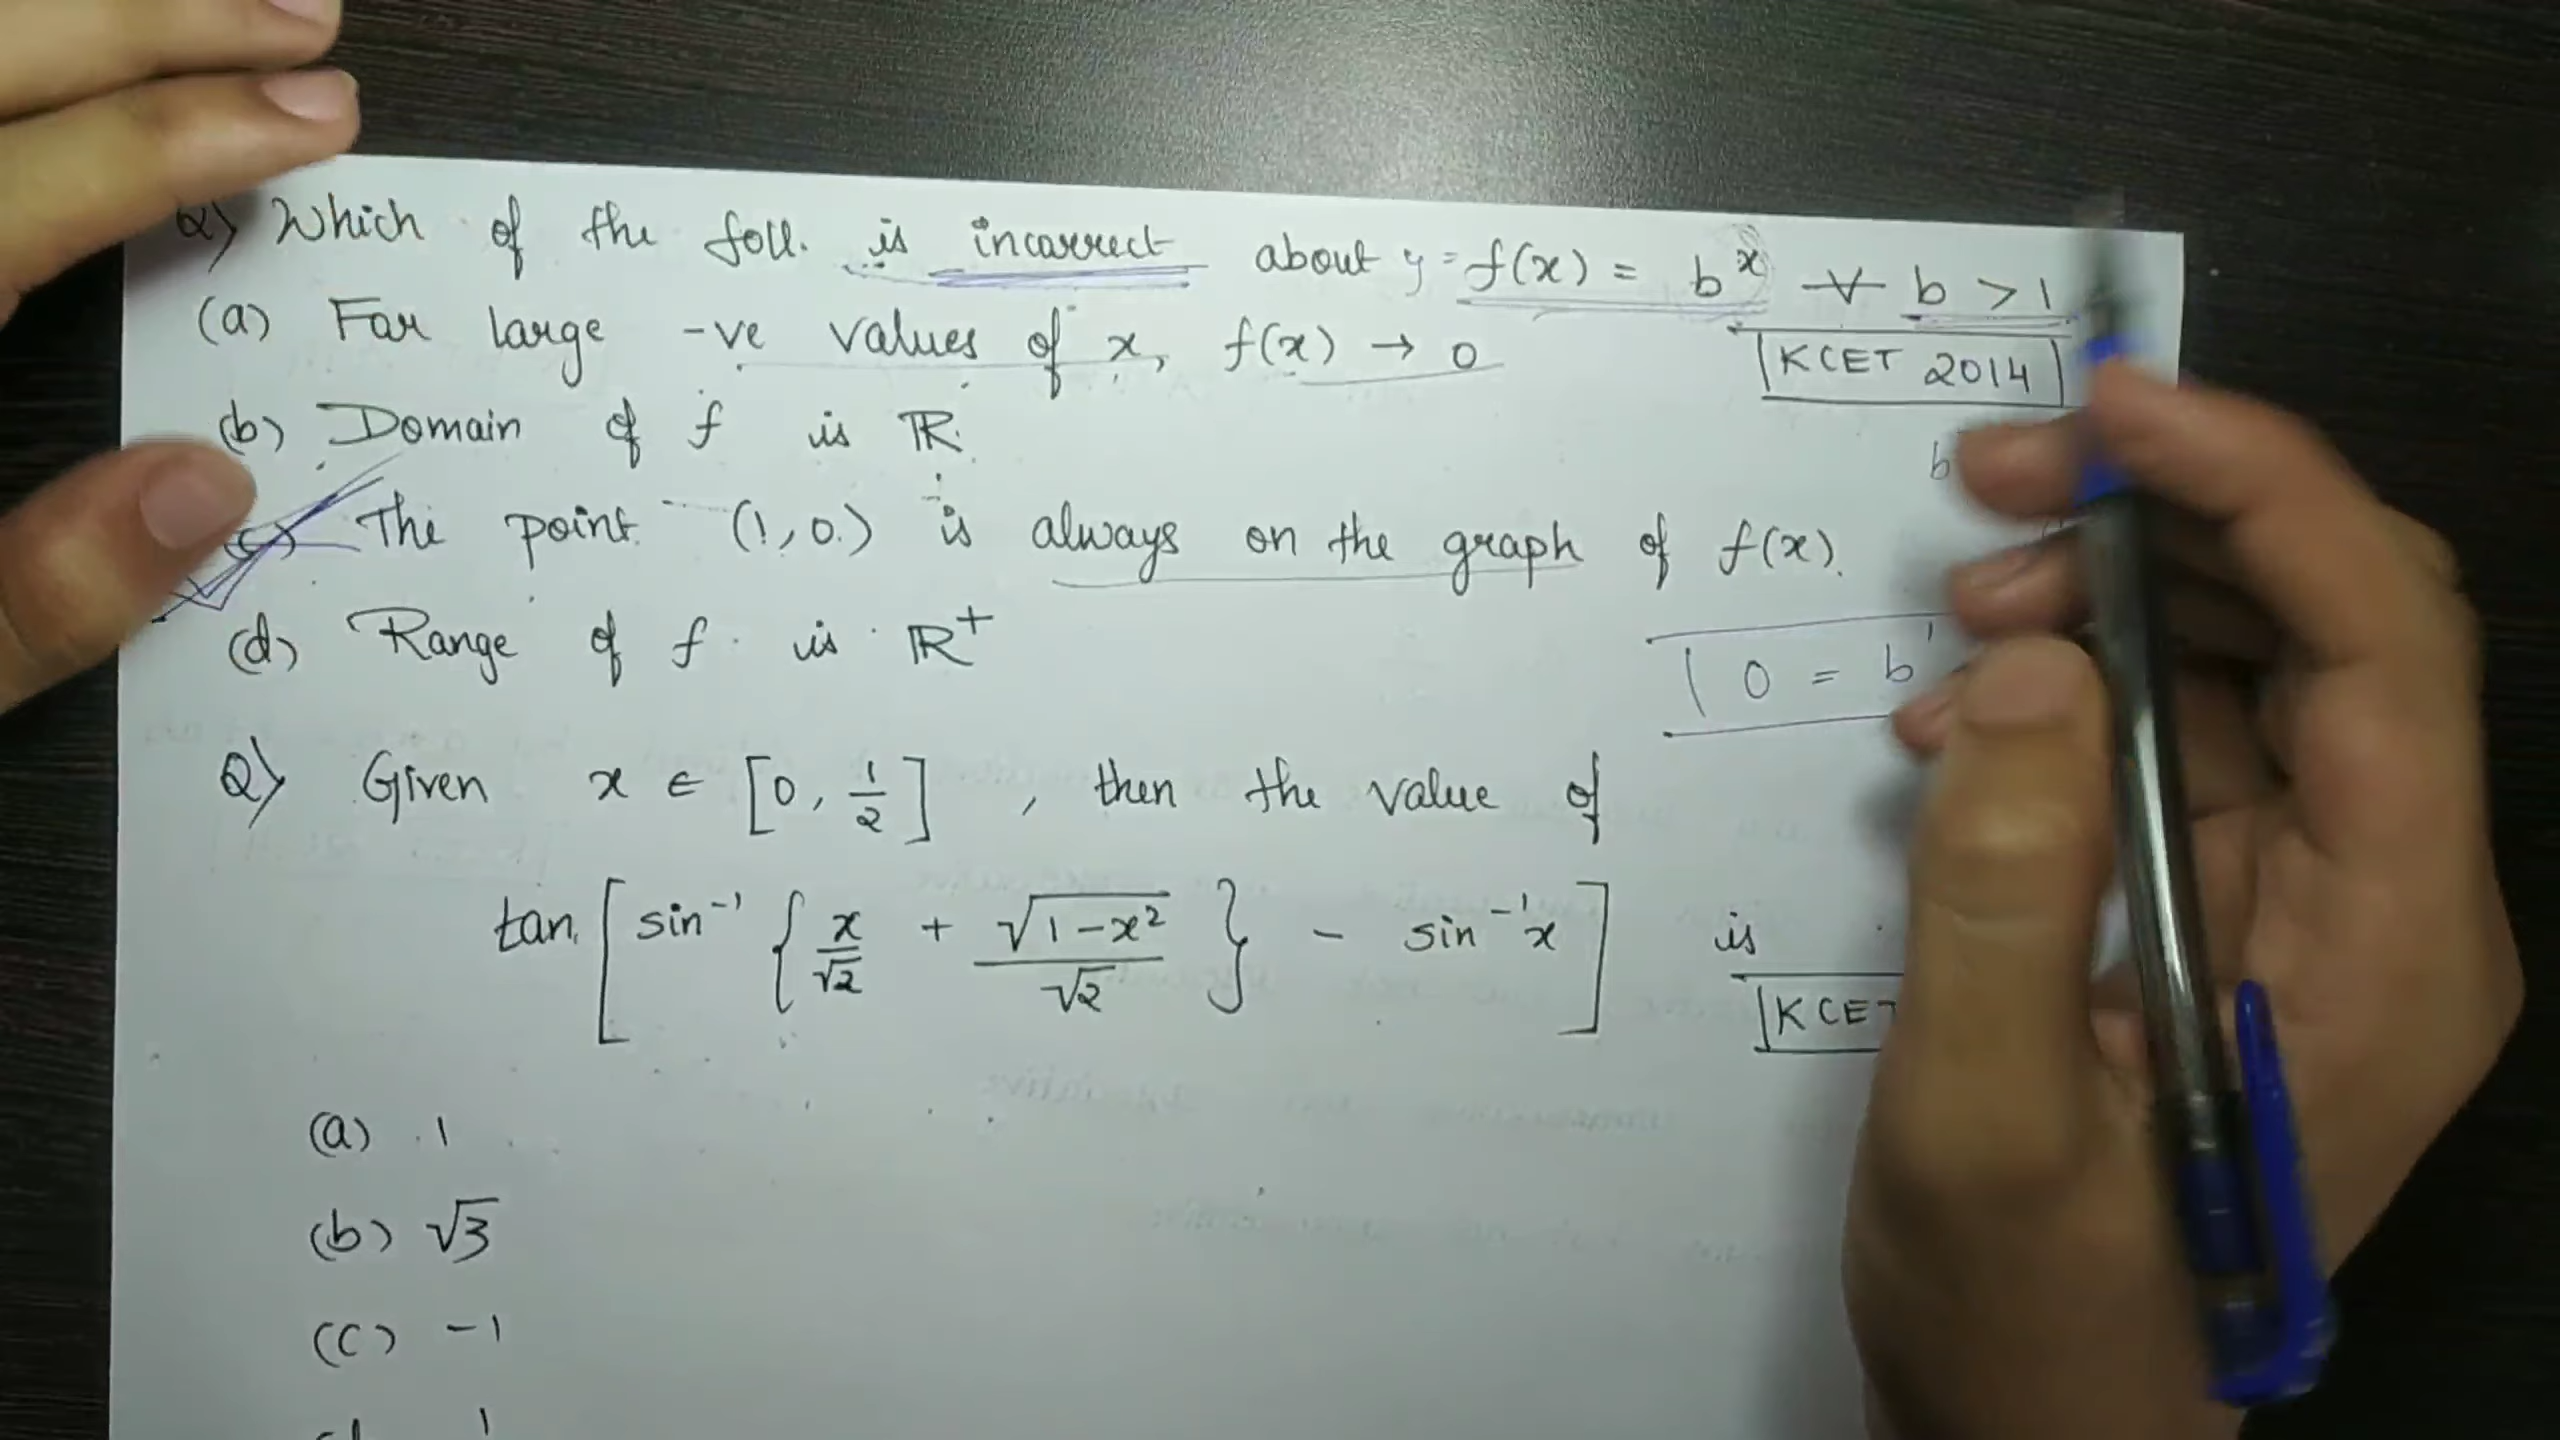 Q) Which of the foll. is incorrect about y = f(x) = b^x ∀ b > 1
(a) For large -ve values of x, f(x) → 0
KCET 2014
(b) Domain of f is ℝ.
b
(c) The point (1, 0) is always on the graph of f(x).
(d) Range of f is ℝ⁺
0 = b¹
Q) Given x ∈ [0, 1/2], then the value of
tan [sin⁻¹ {x/√2 + √(1-x²)/√2} - sin⁻¹x] is
KCET
(a) 1
(b) √3
(c) -1